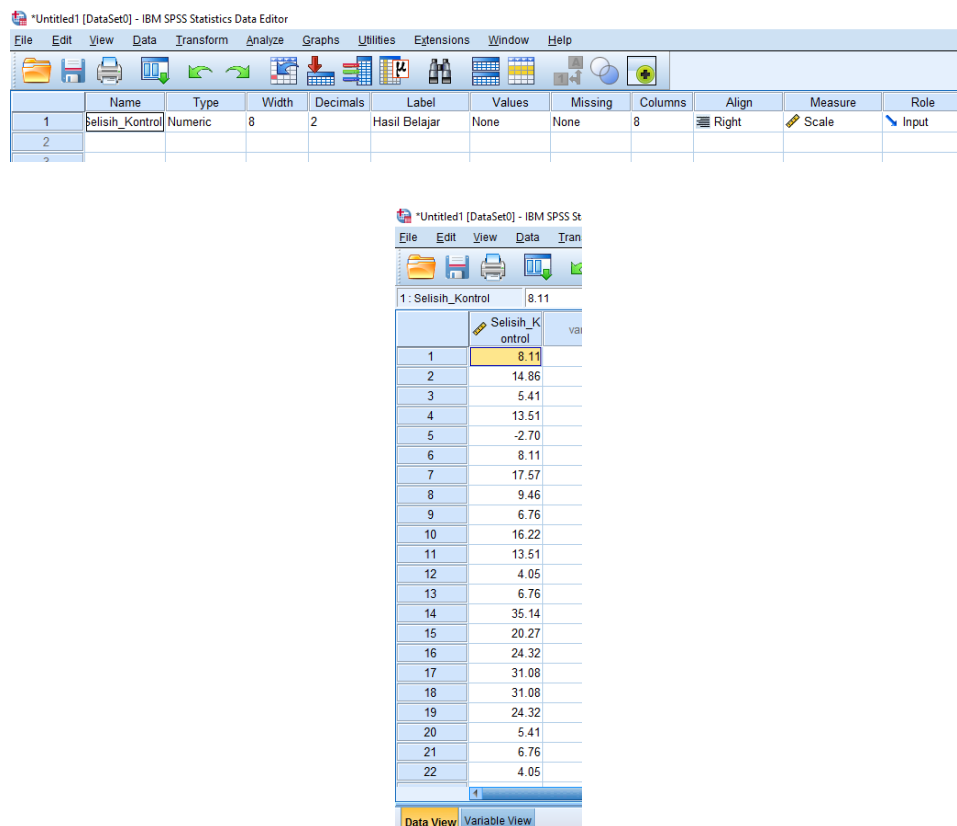 *Untitled1 [DataSet0] - IBM SPSS Statistics Data Editor
File Edit View Data Transform Analyze Graphs Utilities Extensions Window Help
Name Type Width Decimals Label Values Missing Columns Align Measure Role
1 Selisih_Kontrol Numeric 8 2 Hasil Belajar None None 8 Right Scale Input
2
3
*Untitled1 [DataSet0] - IBM SPSS St
File Edit View Data Tran
1 : Selisih_Kontrol 8.11
Selisih_K
ontrol var
1 8.11
2 14.86
3 5.41
4 13.51
5 -2.70
6 8.11
7 17.57
8 9.46
9 6.76
10 16.22
11 13.51
12 4.05
13 6.76
14 35.14
15 20.27
16 24.32
17 31.08
18 31.08
19 24.32
20 5.41
21 6.76
22 4.05
Data View Variable View